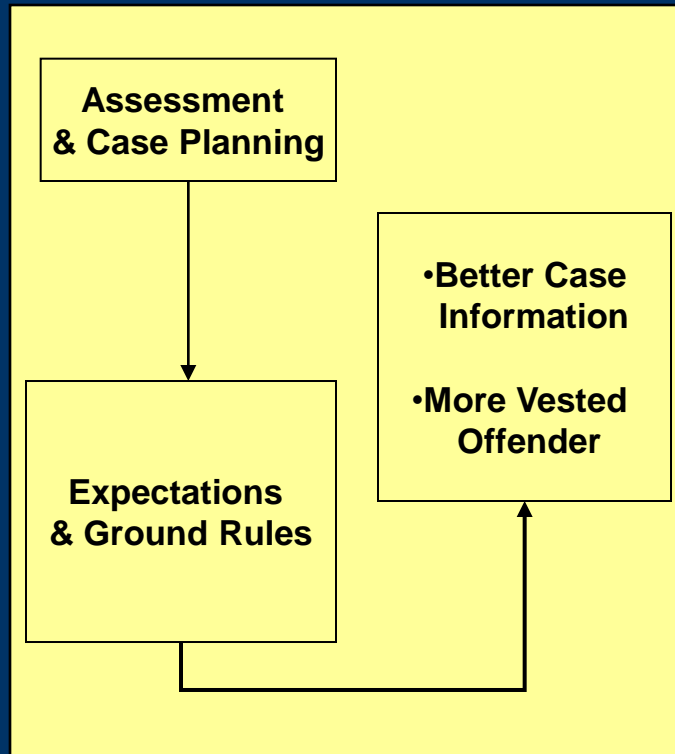 Assessment
& Case Planning
Expectations
& Ground Rules
•Better Case
Information
•More Vested
Offender